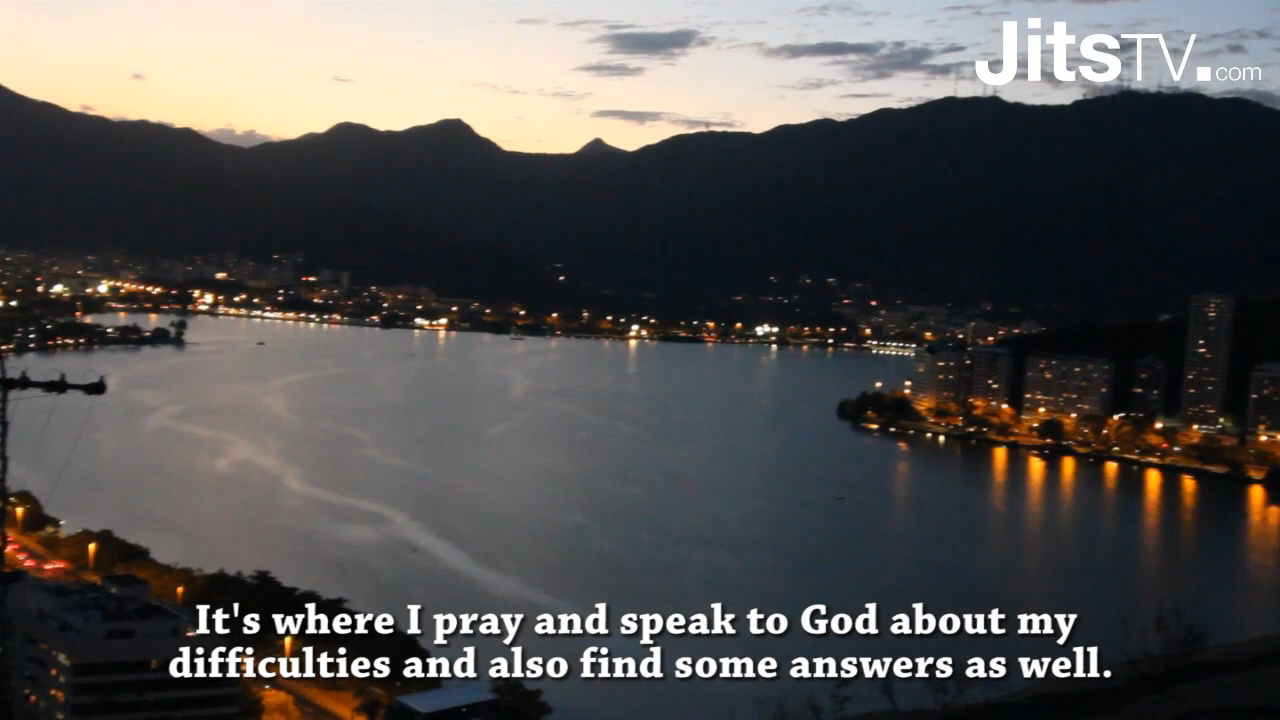 JitsTV.com
It's where I pray and speak to God about my
difficulties and also find some answers as well.